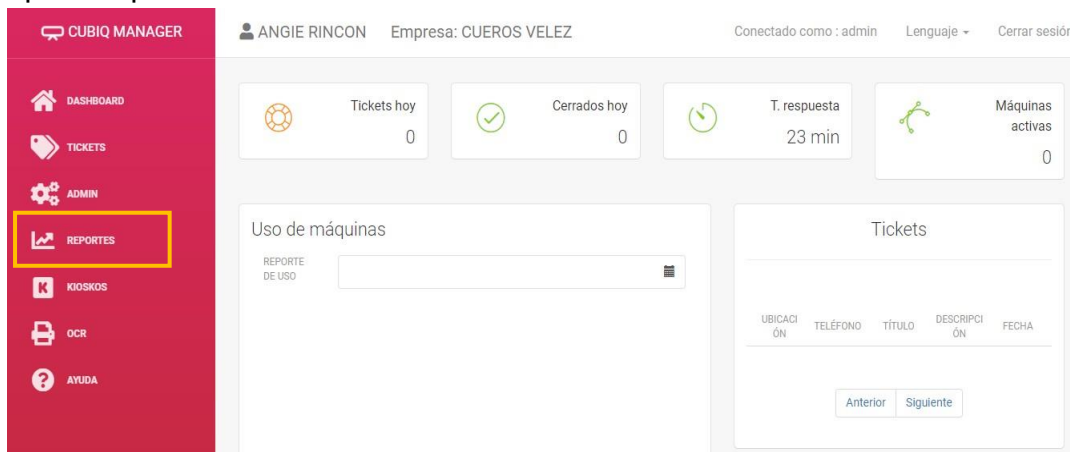 CUBIQ MANAGER
ANGIE RINCON Empresa: CUEROS VELEZ
Conectado como : admin Lenguaje Cerrar sesión
DASHBOARD
TICKETS
ADMIN
REPORTES
KIOSKOS
OCR
AYUDA
Tickets hoy
0
Cerrados hoy
0
T. respuesta
23 min
Máquinas
activas
0
Uso de máquinas
REPORTE
DE USO
Tickets
UBICACI
ÓN
TELÉFONO
TÍTULO
DESCRIPCI
ÓN
FECHA
Anterior Siguiente